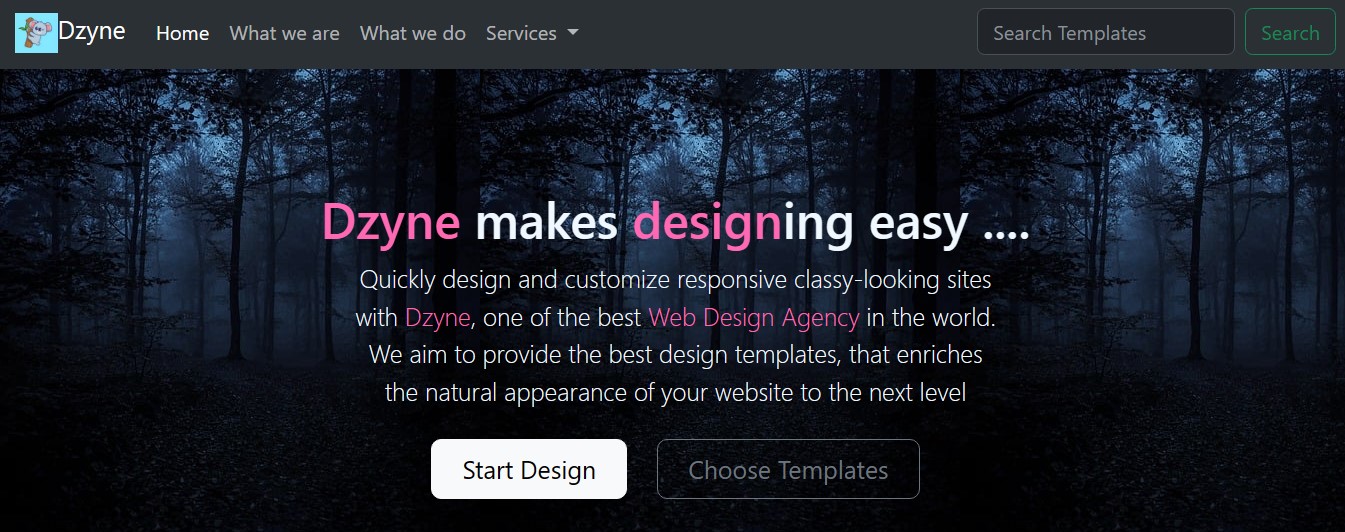 Dzyne Home What we are What we do Services Search Templates Search
Dzyne makes designing easy ....
Quickly design and customize responsive classy-looking sites
with Dzyne, one of the best Web Design Agency in the world.
We aim to provide the best design templates, that enriches
the natural appearance of your website to the next level
Start Design Choose Templates